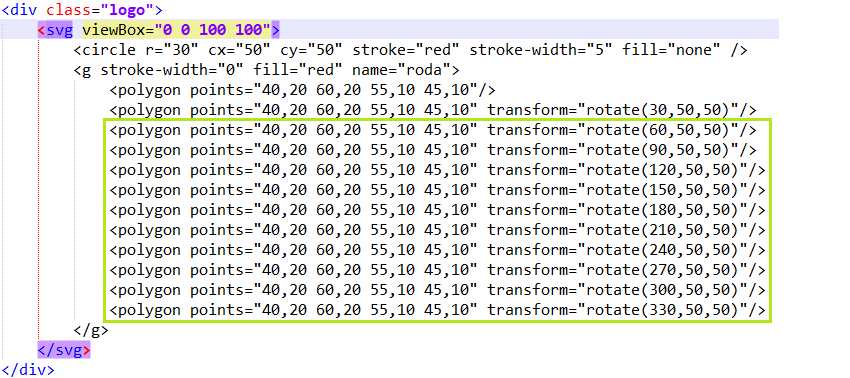 <div class="logo">
<svg viewBox="0 0 100 100">
<circle r="30" cx="50" cy="50" stroke="red" stroke-width="5" fill="none" />
<g stroke-width="0" fill="red" name="roda">
<polygon points="40,20 60,20 55,10 45,10"/>
<polygon points="40,20 60,20 55,10 45,10" transform="rotate(30,50,50)"/>
<polygon points="40,20 60,20 55,10 45,10" transform="rotate(60,50,50)"/>
<polygon points="40,20 60,20 55,10 45,10" transform="rotate(90,50,50)"/>
<polygon points="40,20 60,20 55,10 45,10" transform="rotate(120,50,50)"/>
<polygon points="40,20 60,20 55,10 45,10" transform="rotate(150,50,50)"/>
<polygon points="40,20 60,20 55,10 45,10" transform="rotate(180,50,50)"/>
<polygon points="40,20 60,20 55,10 45,10" transform="rotate(210,50,50)"/>
<polygon points="40,20 60,20 55,10 45,10" transform="rotate(240,50,50)"/>
<polygon points="40,20 60,20 55,10 45,10" transform="rotate(270,50,50)"/>
<polygon points="40,20 60,20 55,10 45,10" transform="rotate(300,50,50)"/>
<polygon points="40,20 60,20 55,10 45,10" transform="rotate(330,50,50)"/>
</g>
</svg>
</div>